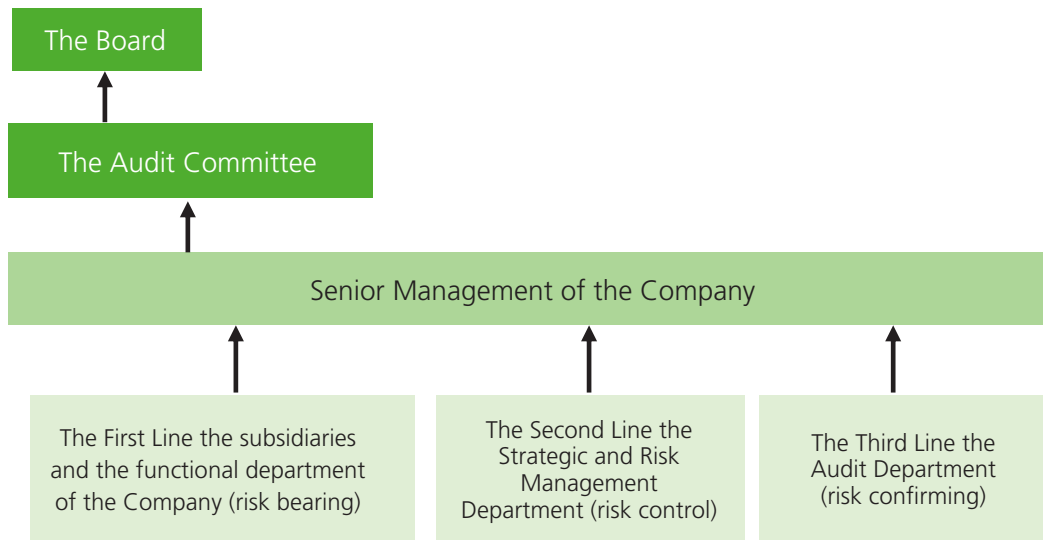 The Board
The Audit Committee
Senior Management of the Company
The First Line the subsidiaries
and the functional department
of the Company (risk bearing)
The Second Line the
Strategic and Risk
Management
Department (risk control)
The Third Line the
Audit Department
(risk confirming)